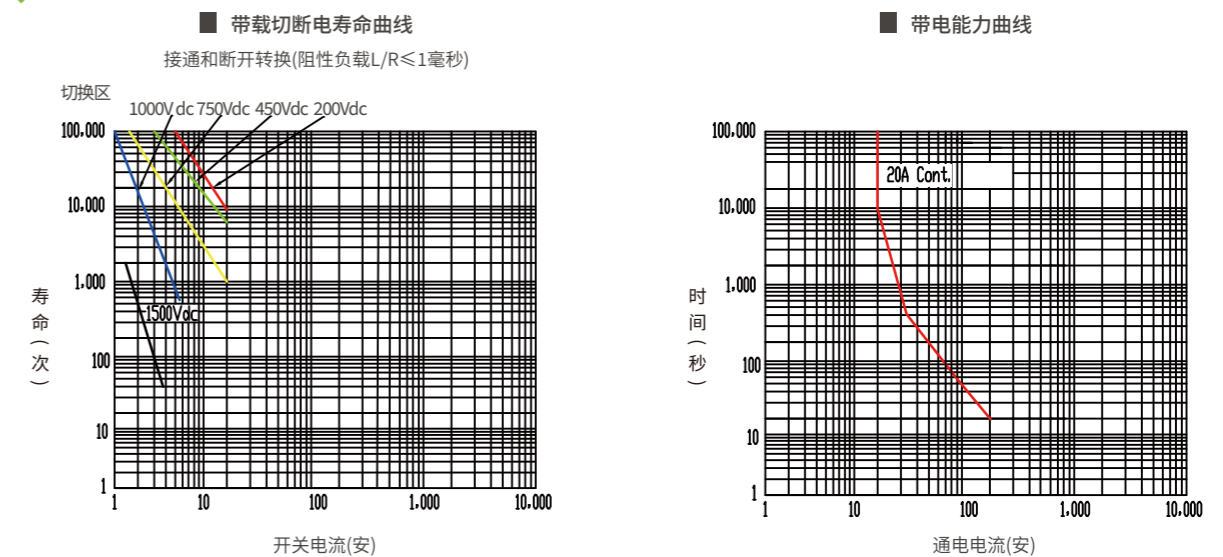 带载切断电寿命曲线
接通和断开转换(阻性负载L/R≤1毫秒)
切换区
1000Vdc 750Vdc 450Vdc 200Vdc
100,000
10,000
1,000
100
10
1
1500Vdc
寿命(次)
1 10 100 1,000 10,000
开关电流(安)
带电能力曲线
100,000
10,000
1,000
100
10
1
20A Cont.
时间(秒)
1 10 100 1,000 10,000
通电电流(安)